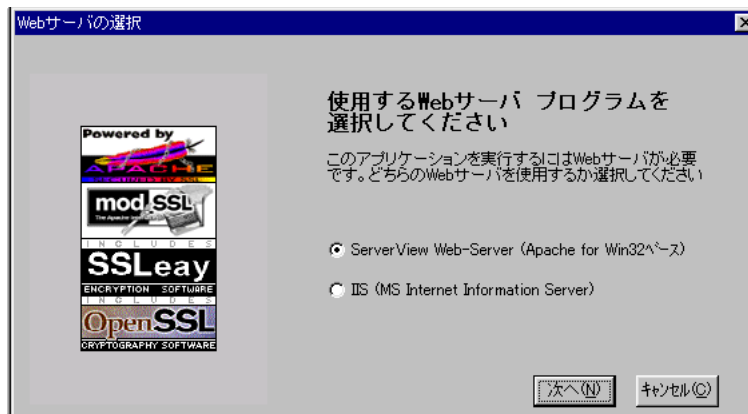 Webサーバの選択
使用するWebサーバ プログラムを
選択してください
このアプリケーションを実行するにはWebサーバが必要
です。どちらのWebサーバを使用するか選択してください
ServerView Web-Server (Apache for Win32ベース)
IIS (MS Internet Information Server)
Powered by
APACHE
mod SSL
The Apache Interface to
INCLUDES
SSLeay
ENCRYPTION SOFTWARE
INCLUDES
OpenSSL
CRYPTOGRAPHY SOFTWARE
次へ(N)
キャンセル(C)